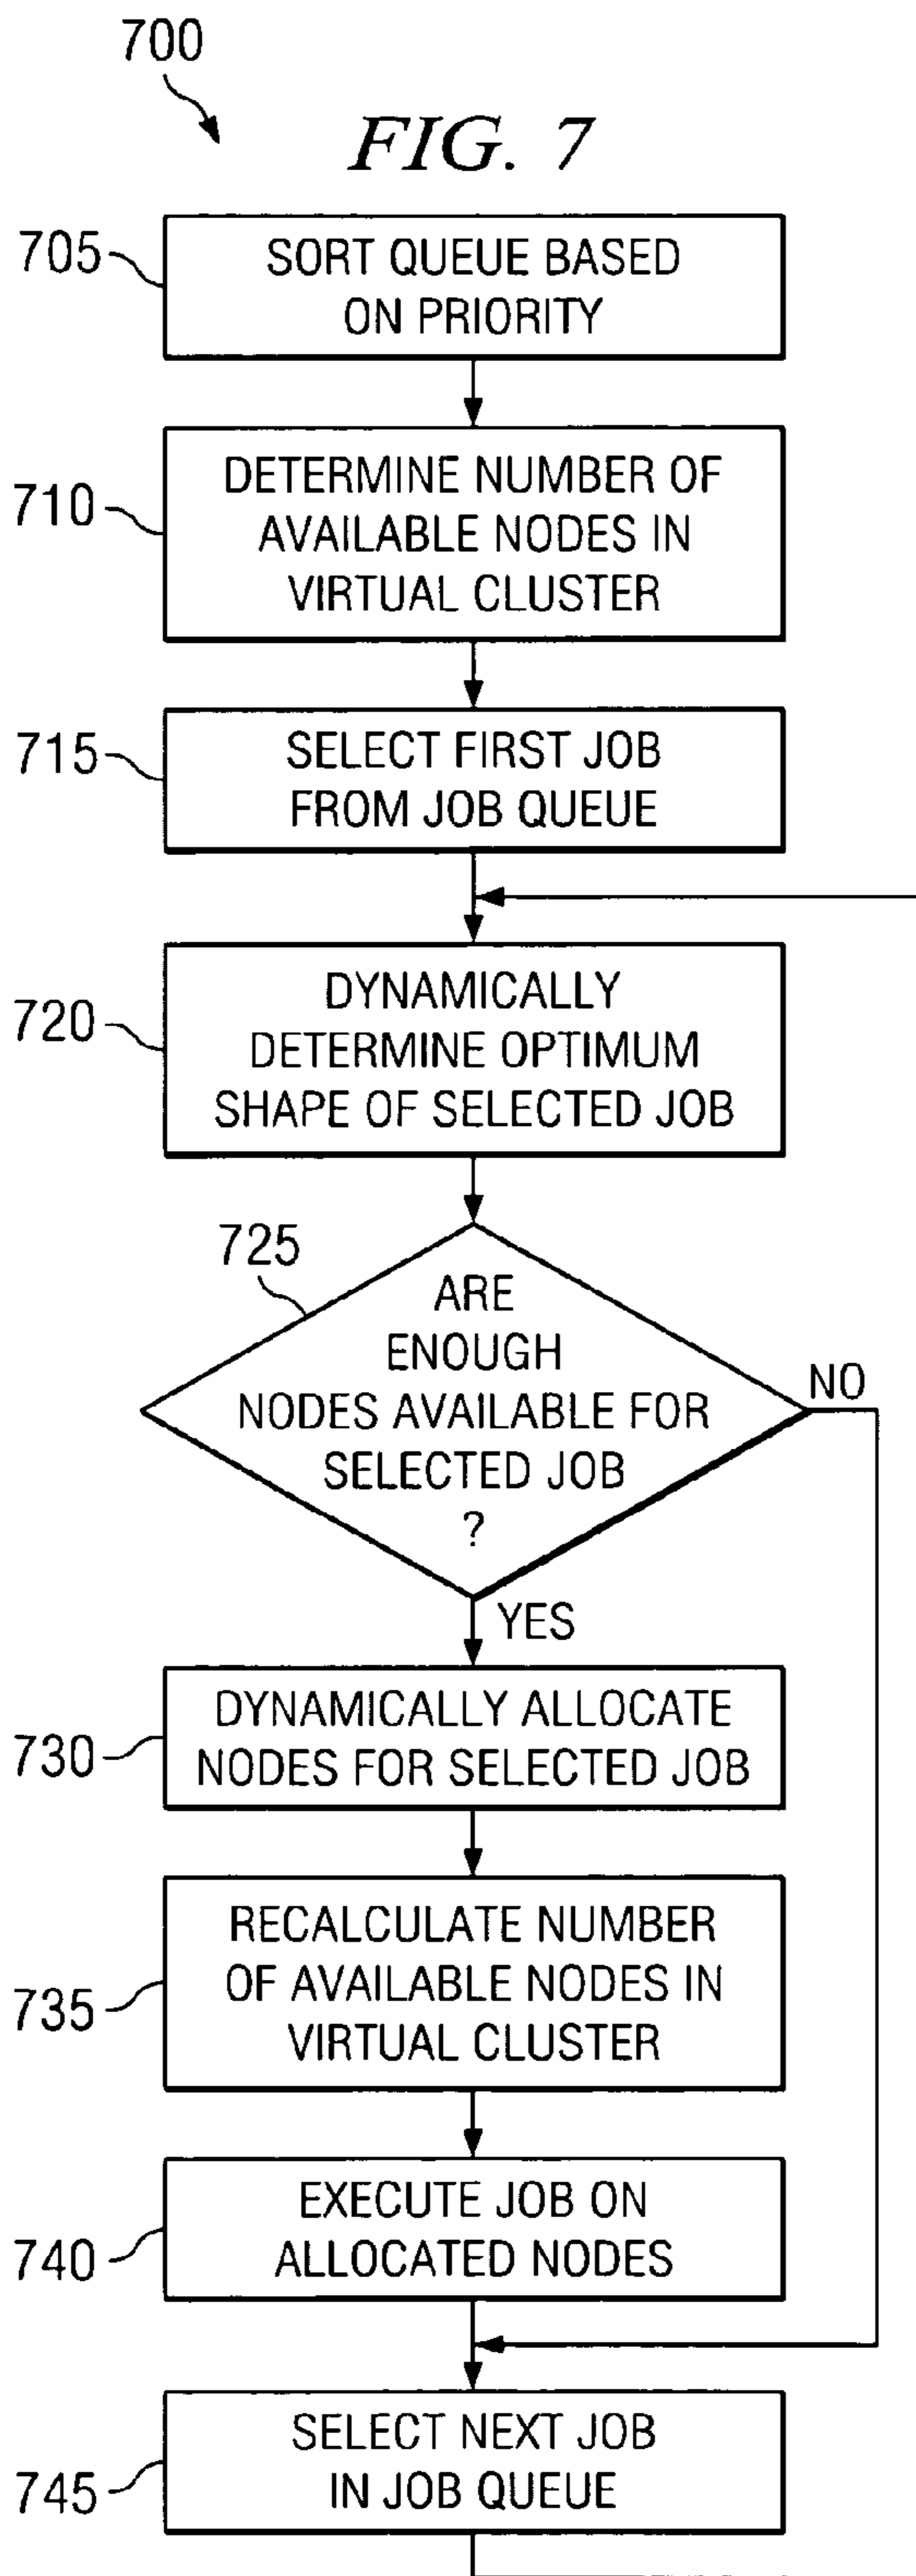 700
FIG. 7
705
SORT QUEUE BASED
ON PRIORITY
710
DETERMINE NUMBER OF
AVAILABLE NODES IN
VIRTUAL CLUSTER
715
SELECT FIRST JOB
FROM JOB QUEUE
720
DYNAMICALLY
DETERMINE OPTIMUM
SHAPE OF SELECTED JOB
725
ARE
ENOUGH
NODES AVAILABLE FOR
SELECTED JOB
?
NO
YES
730
DYNAMICALLY ALLOCATE
NODES FOR SELECTED JOB
735
RECALCULATE NUMBER
OF AVAILABLE NODES IN
VIRTUAL CLUSTER
740
EXECUTE JOB ON
ALLOCATED NODES
745
SELECT NEXT JOB
IN JOB QUEUE